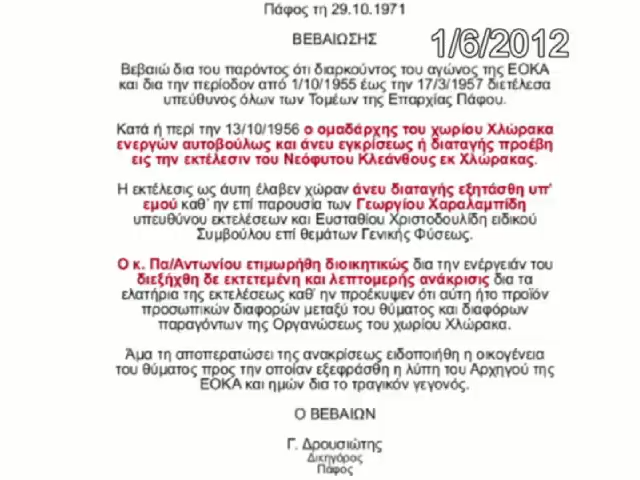 Πάφος τη 29.10.1971
ΒΕΒΑΙΩΣΗΣ
1/6/2012
Βεβαιώ δια του παρόντος ότι διαρκούντος του αγώνος της ΕΟΚΑ
και δια την περίοδον από 1/10/1955 έως την 17/3/1957 διετέλεσα
υπεύθυνος όλων των Τομέων της Επαρχίας Πάφου.
Κατά ή περί την 13/10/1956 ο ομαδάρχης του χωρίου Χλώρακα
ενεργών αυτοβούλως και άνευ εγκρίσεως ή διαταγής προέβη
εις την εκτέλεσιν του Νεόφυτου Κλεάνθους εκ Χλώρακας.
Η εκτέλεσις ως άυτη έλαβεν χώραν άνευ διαταγής εξητάσθη υπ'
εμού καθ' ην επί παρουσία των Γεωργίου Χαραλαμπίδη
υπευθύνου εκτελέσεων και Ευσταθίου Χριστοδουλίδη ειδικού
Συμβούλου επί θεμάτων Γενικής Φύσεως.
Ο κ. Πα/Αντωνίου ετιμωρήθη διοικητικώς δια την ενέργειάν του
διεξήχθη δε εκτετεμένη και λεπτομερής ανάκρισις δια τα
ελατήρια της εκτελέσεως καθ' ην προέκυψεν ότι αύτη ήτο προϊόν
προσωπικών διαφορών μεταξύ του θύματος και διαφόρων
παραγόντων της Οργανώσεως του χωρίου Χλώρακα.
Άμα τη αποπερατώσει της ανακρίσεως ειδοποιήθη η οικογένεια
του θύματος προς την οποίαν εξεφράσθη η λύπη του Αρχηγού της
ΕΟΚΑ και ημών δια το τραγικόν γεγονός.
Ο ΒΕΒΑΙΩΝ
Γ. Δρουσιώτης
Δικηγόρος
Πάφος